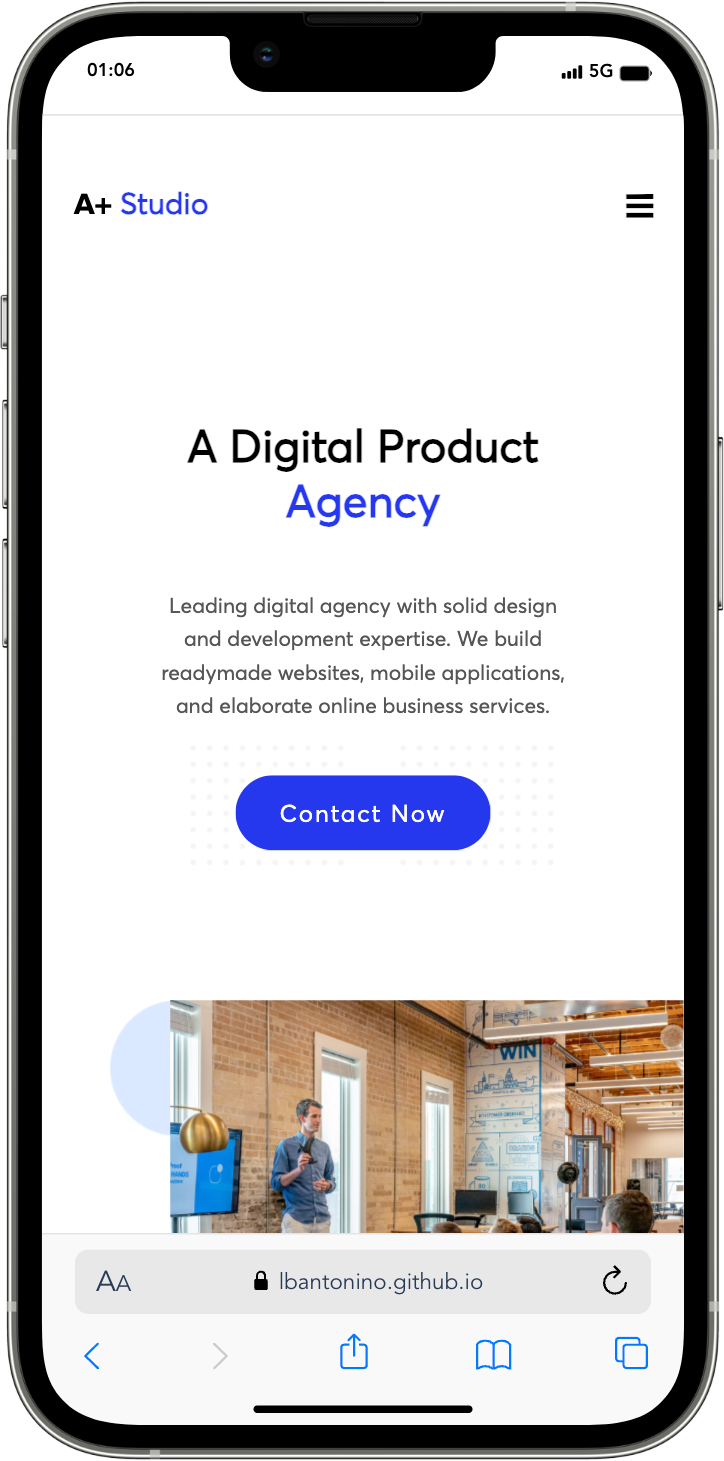 01:06 5G
A+ Studio
A Digital Product
Agency
Leading digital agency with solid design
and development expertise. We build
readymade websites, mobile applications,
and elaborate online business services.
Contact Now
WIN
AA lbantonino.github.io